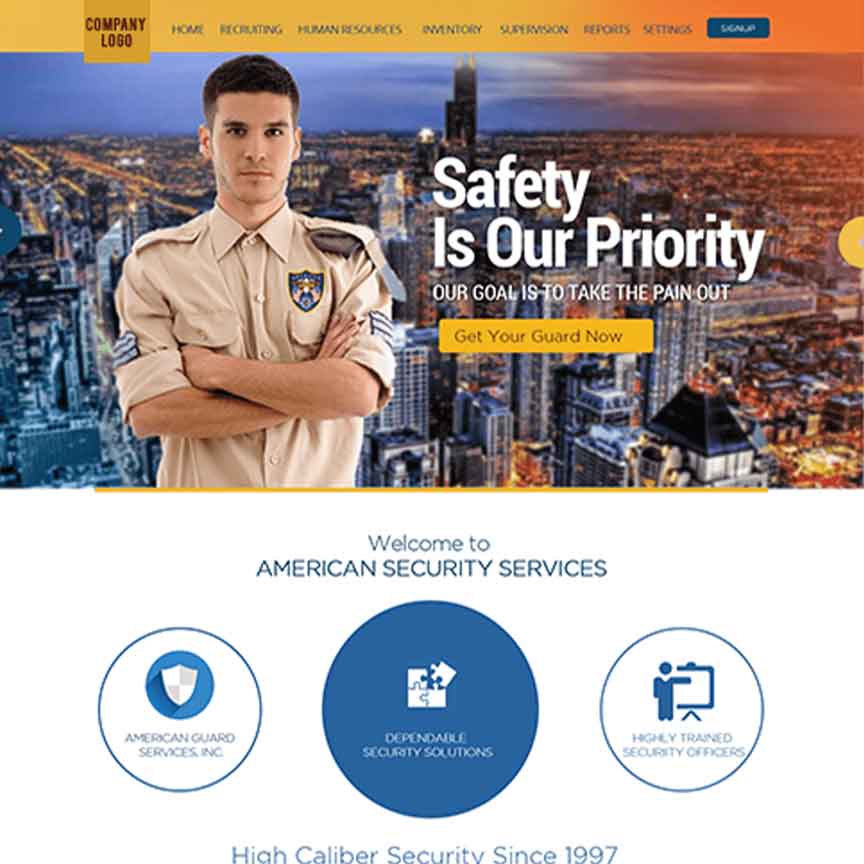 COMPANY
LOGO
HOME RECRUITING HUMAN RESOURCES INVENTORY SUPERVISION REPORTS SETTINGS SIGNUP
Safety
Is Our Priority
OUR GOAL IS TO TAKE THE PAIN OUT
Get Your Guard Now
Welcome to
AMERICAN SECURITY SERVICES
AMERICAN GUARD
SERVICES, INC.
DEPENDABLE
SECURITY SOLUTIONS
HIGHLY TRAINED
SECURITY OFFICERS
High Caliber Security Since 1997